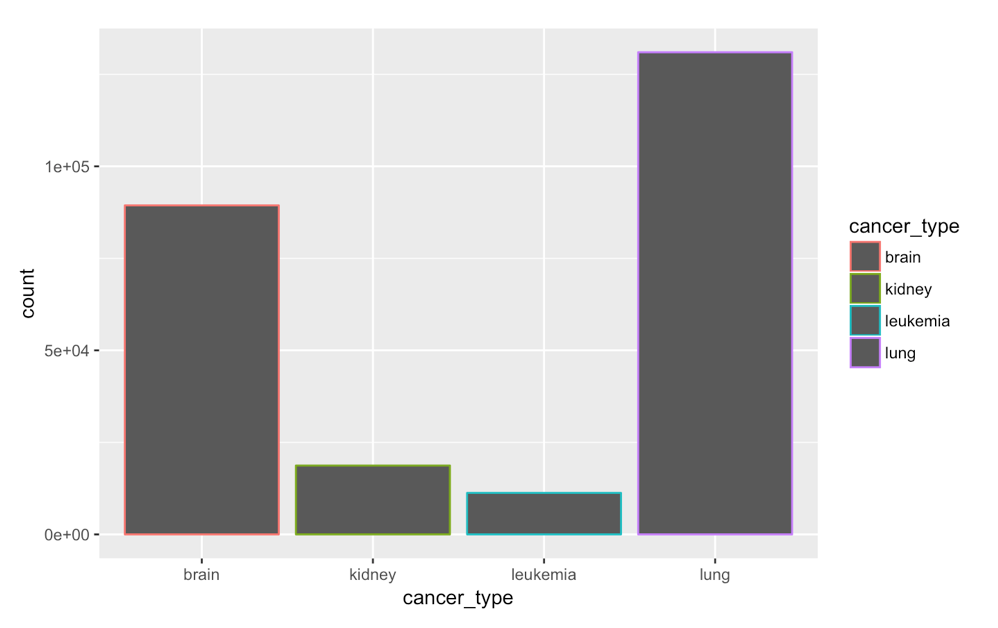 1e+05
5e+04
0e+00
count
brain kidney leukemia lung
cancer_type
cancer_type
brain
kidney
leukemia
lung